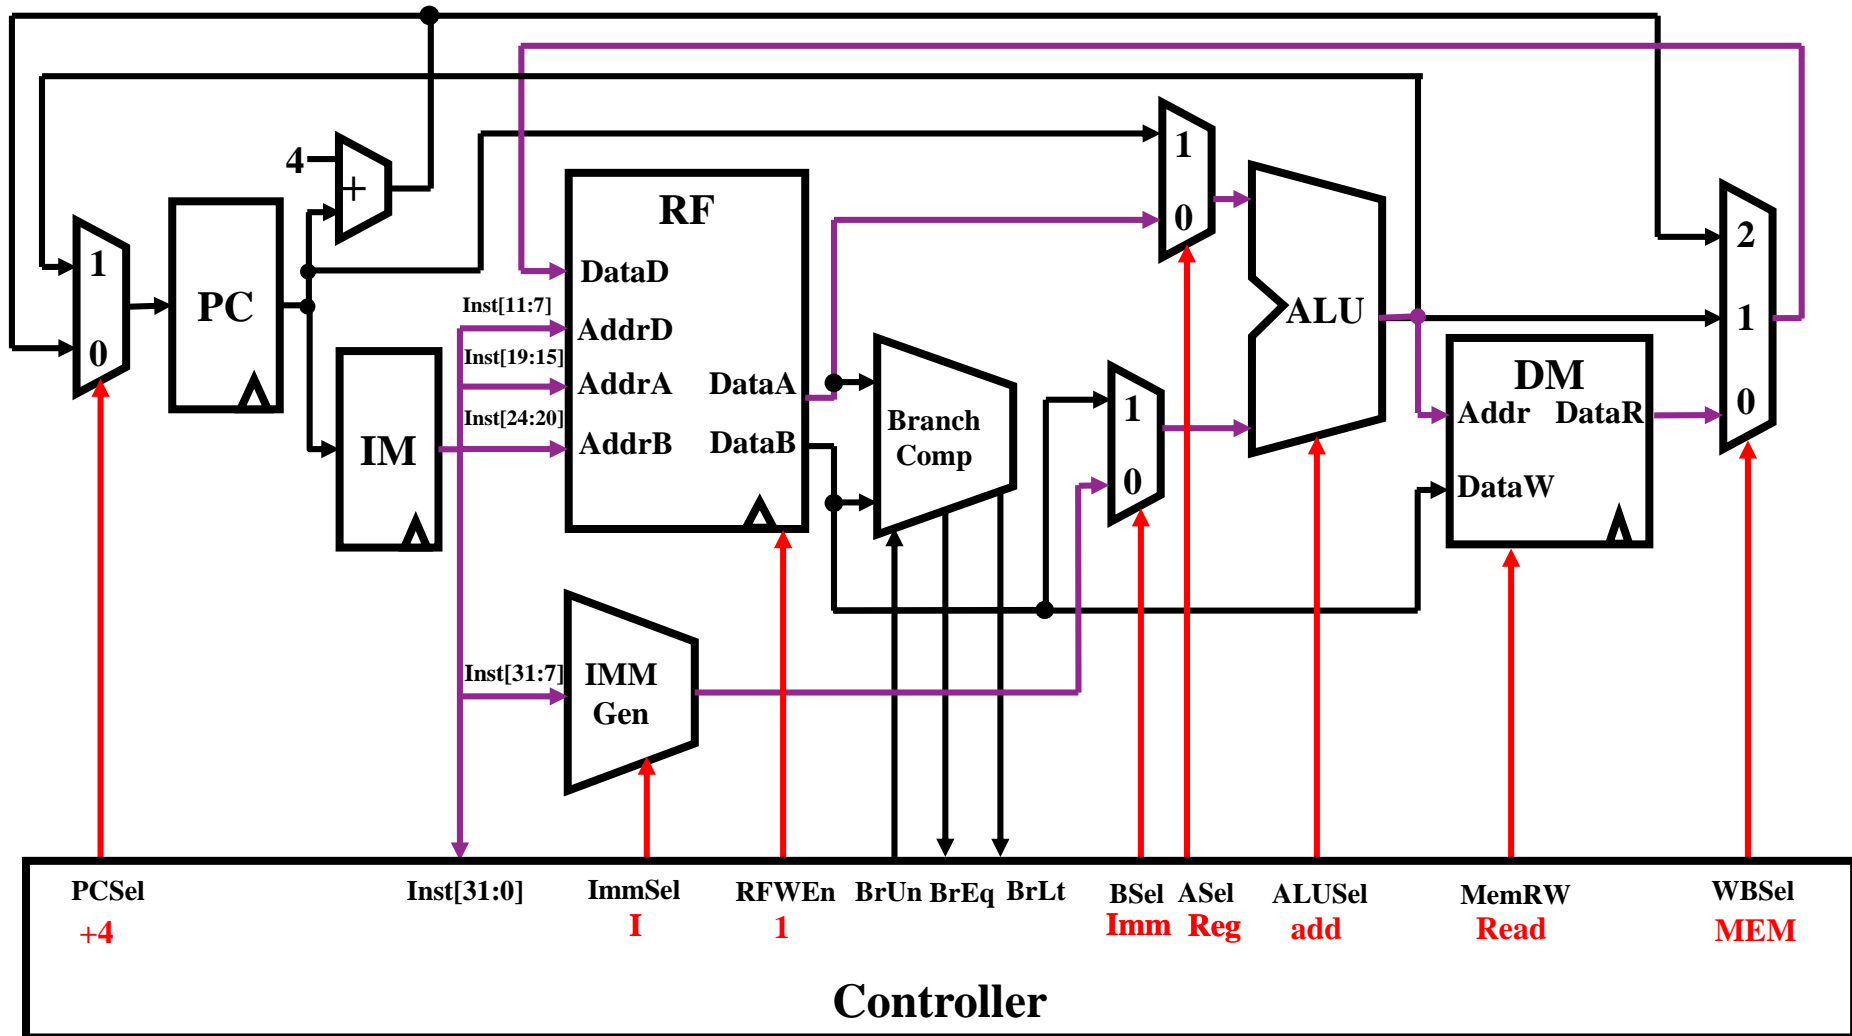 4
+
1
0
PC
IM
RF
DataD
Inst[11:7]
AddrD
Inst[19:15]
AddrA
Inst[24:20]
AddrB
DataA
DataB
Branch
Comp
1
0
1
0
ALU
DM
Addr
DataR
DataW
2
1
0
Inst[31:7]
IMM
Gen
PCSel
+4
Inst[31:0]
ImmSel
I
RFWEn
1
BrUn
BrEq
BrLt
BSel
Imm
ASel
Reg
ALUSel
add
MemRW
Read
WBSel
MEM
Controller